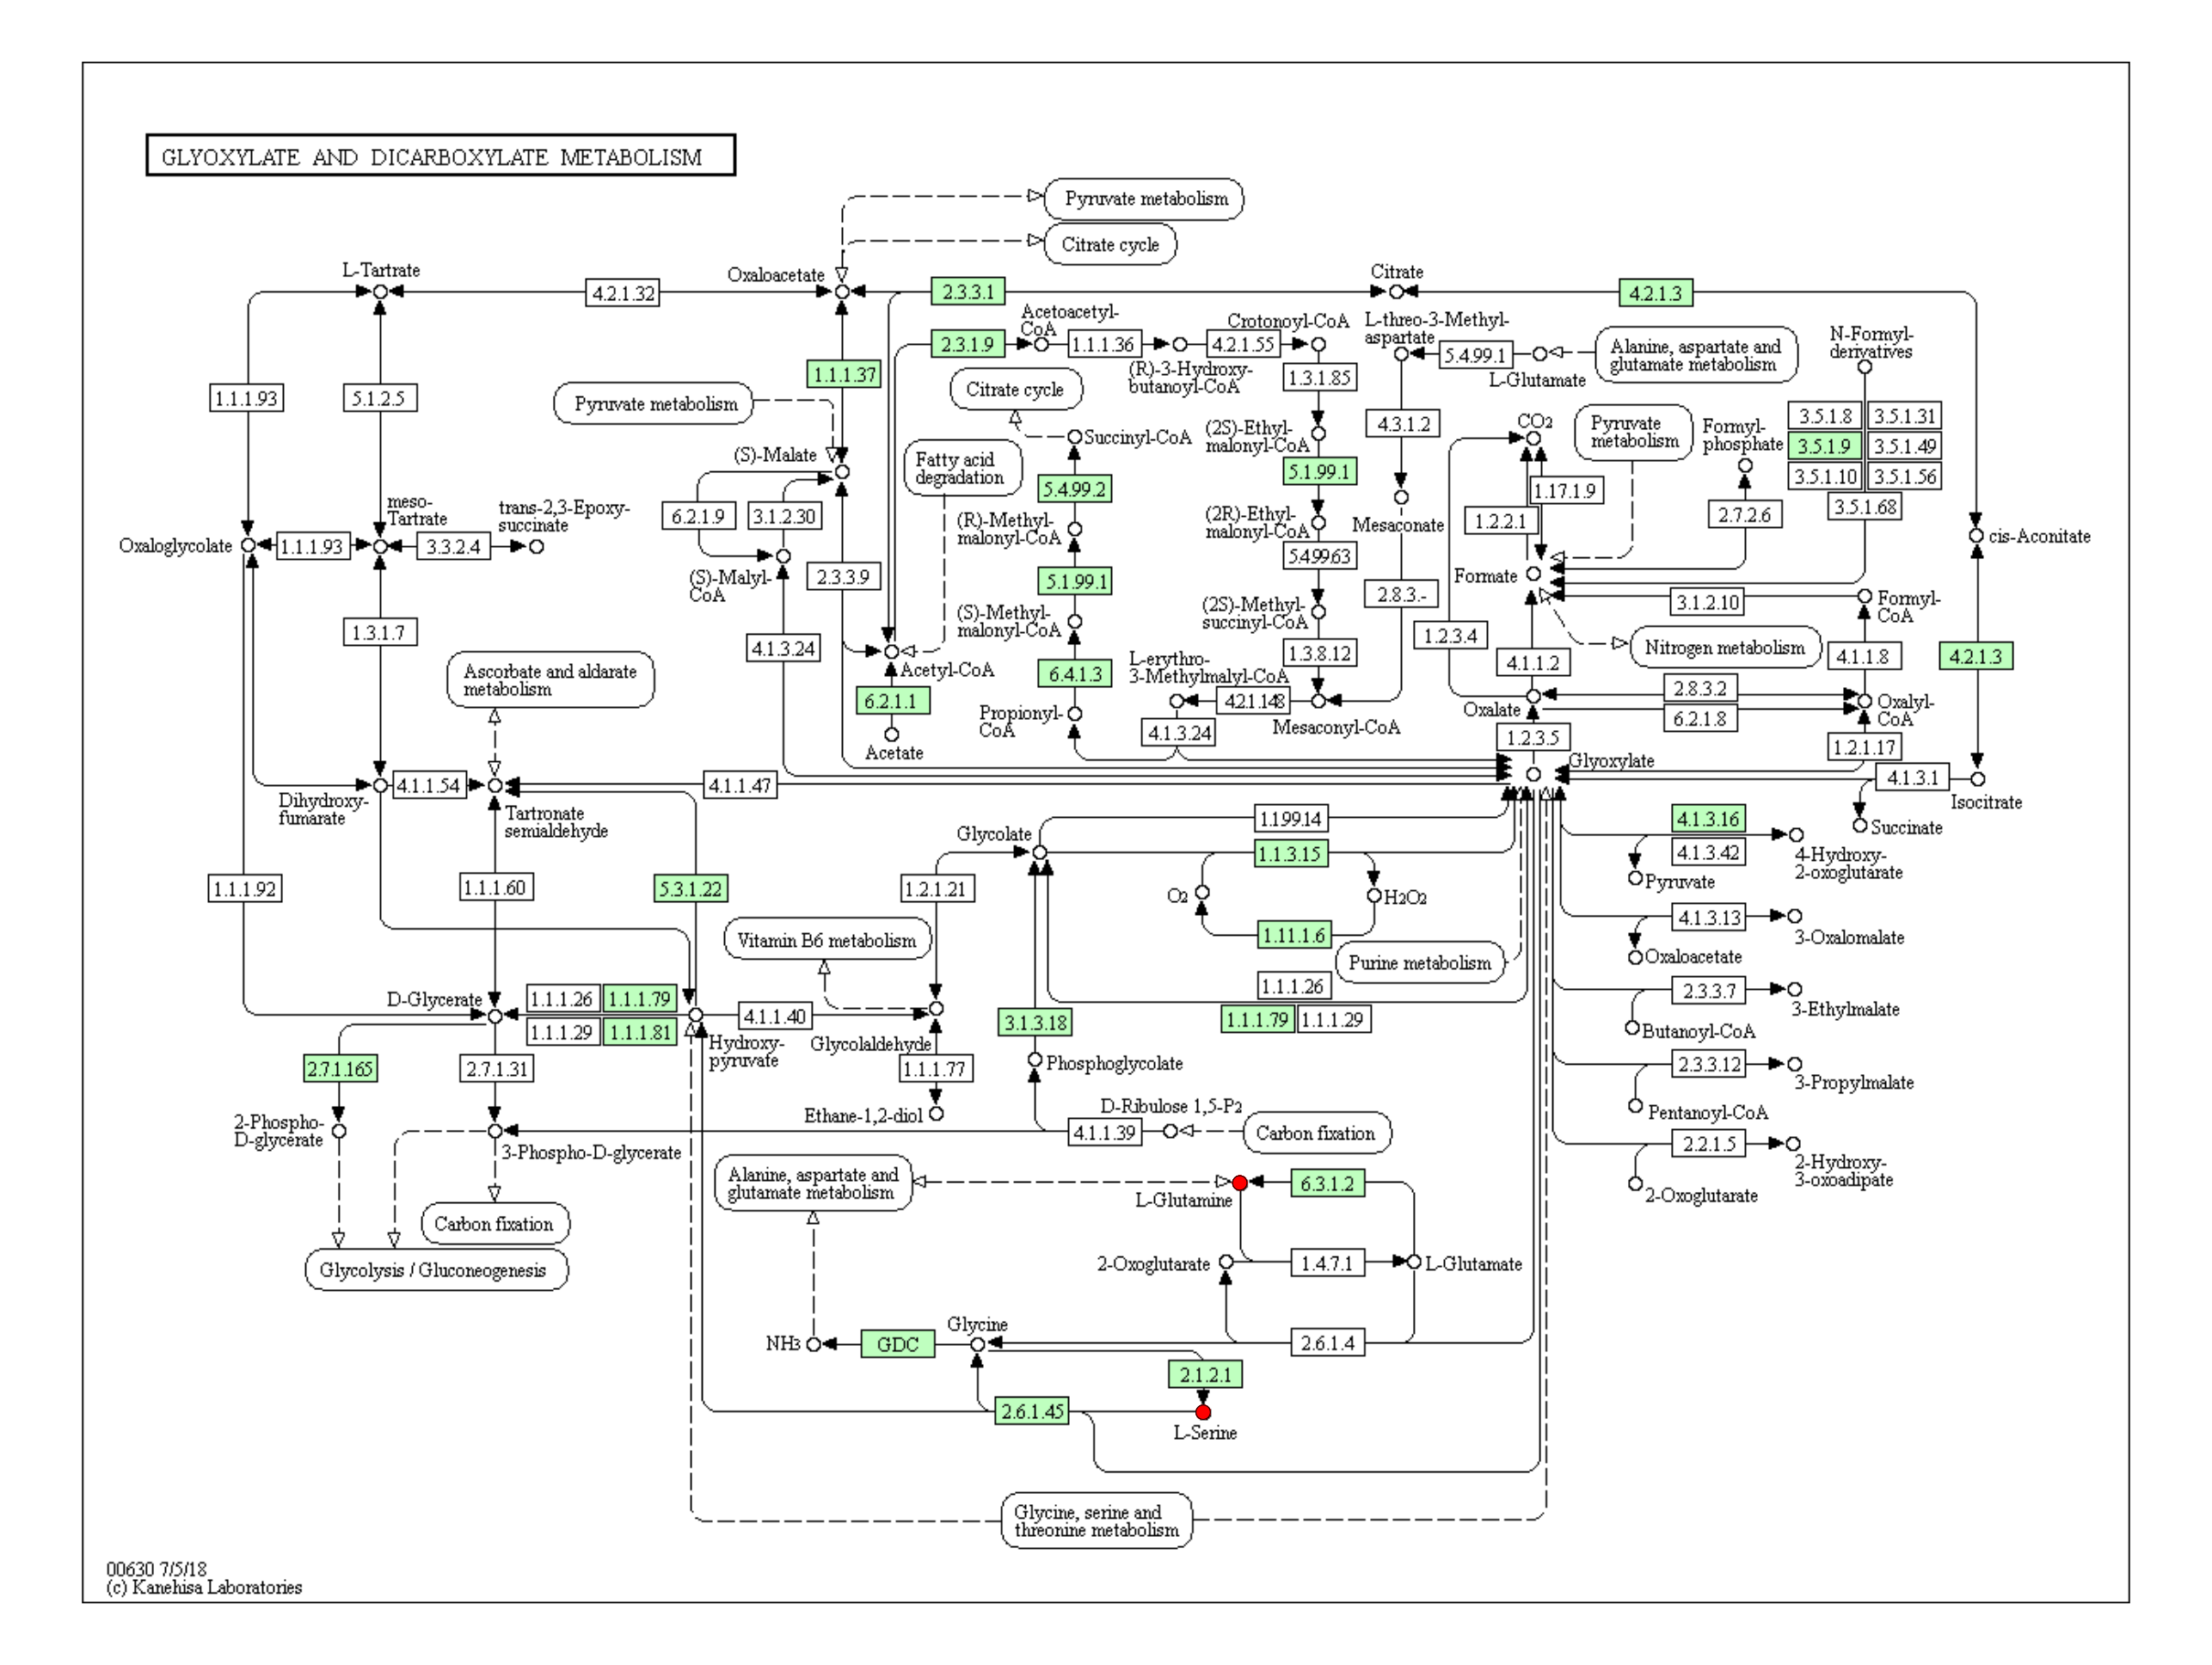 GLYOXYLATE AND DICARBOXYLATE METABOLISM
Pyruvate metabolism
Citrate cycle
L-Tartrate
Oxaloacetate
Citrate
4.2.1.32
2.3.3.1
4.2.1.3
Acetoacetyl-
CoA
Crotonoyl-CoA
L-threo-3-Methyl-
aspartate
N-Formyl-
derivatives
2.3.1.9
1.1.1.36
4.2.1.55
5.4.99.1
Alanine, aspartate and
glutamate metabolism
(R)-3-Hydroxy-
butanoyl-CoA
L-Glutamate
1.1.1.37
1.3.1.85
1.1.1.93
5.1.2.5
Pyruvate metabolism
Citrate cycle
4.3.1.2
CO2
Pyruvate
metabolism
Formyl-
phosphate
3.5.1.8
3.5.1.31
3.5.1.9
3.5.1.49
3.5.1.10
3.5.1.56
3.5.1.68
Succinyl-CoA
(2S)-Ethyl-
malonyl-CoA
(S)-Malate
Fatty acid
degradation
5.1.99.1
5.4.99.2
1.17.1.9
6.2.1.9
3.1.2.30
1.2.2.1
2.7.2.6
meso-
Tartrate
trans-2,3-Epoxy-
succinate
(R)-Methyl-
malonyl-CoA
(2R)-Ethyl-
malonyl-CoA
Mesaconate
Oxaloglycolate
1.1.1.93
3.3.2.4
cis-Aconitate
5.4.99.63
(S)-Malyl-
CoA
2.3.3.9
5.1.99.1
Formate
2.8.3.-
3.1.2.10
Formyl-
CoA
(S)-Methyl-
malonyl-CoA
(2S)-Methyl-
succinyl-CoA
1.3.1.7
4.1.3.24
1.2.3.4
Nitrogen metabolism
1.3.8.12
4.1.1.2
4.1.1.8
4.2.1.3
Ascorbate and aldarate
metabolism
Acetyl-CoA
6.4.1.3
L-erythro-
3-Methylmalyl-CoA
6.2.1.1
4.2.1.148
2.8.3.2
6.2.1.8
Oxalate
Oxalyl-
CoA
Propionyl-
CoA
4.1.3.24
Mesaconyl-CoA
1.2.3.5
1.2.1.17
Acetate
Glyoxylate
4.1.1.54
4.1.1.47
4.1.3.1
Dihydroxy-
fumarate
Tartronate
semialdehyde
Isocitrate
Succinate
1.1.99.14
Glycolate
4.1.3.16
4.1.3.42
4-Hydroxy-
2-oxoglutarate
1.1.3.15
Pyruvate
1.1.1.92
1.1.1.60
5.3.1.22
1.2.1.21
O2
H2O2
4.1.3.13
3-Oxalomalate
Vitamin B6 metabolism
1.11.1.6
Purine metabolism
Oxaloacetate
D-Glycerate
1.1.1.26
1.1.1.79
1.1.1.29
1.1.1.81
4.1.1.40
1.1.1.26
2.3.3.7
3-Ethylmalate
3.1.3.18
1.1.1.79
1.1.1.29
Butanoyl-CoA
Hydroxy-
pyruvate
Glycolaldehyde
2.7.1.165
2.7.1.31
1.1.1.77
Phosphoglycolate
2.3.3.12
3-Propylmalate
Ethane-1,2-diol
D-Ribulose 1,5-P2
Pentanoyl-CoA
2-Phospho-
D-glycerate
4.1.1.39
Carbon fixation
3-Phospho-D-glycerate
2.2.1.5
2-Hydroxy-
3-oxoadipate
Alanine, aspartate and
glutamate metabolism
6.3.1.2
L-Glutamine
2-Oxoglutarate
Carbon fixation
Glycolysis / Gluconeogenesis
2-Oxoglutarate
1.4.7.1
L-Glutamate
Glycine
NH3
GDC
2.6.1.4
2.1.2.1
2.6.1.45
L-Serine
Glycine, serine and
threonine metabolism
00630 7/5/18
(c) Kanehisa Laboratories